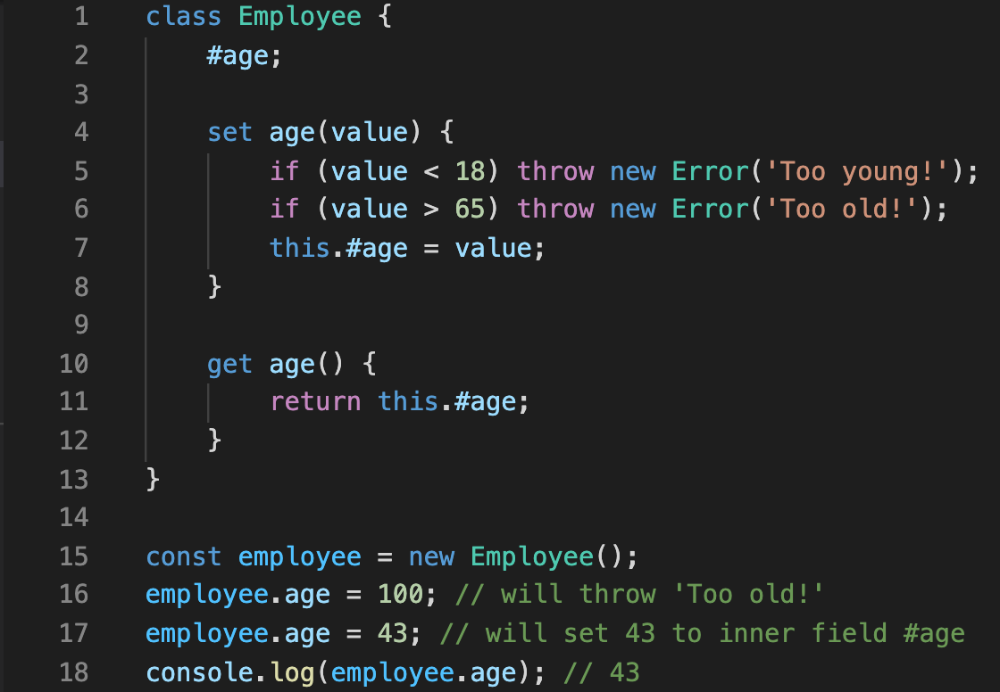 1 class Employee {
2 #age;
3
4 set age(value) {
5 if (value < 18) throw new Error('Too young!');
6 if (value > 65) throw new Error('Too old!');
7 this.#age = value;
8 }
9
10 get age() {
11 return this.#age;
12 }
13 }
14
15 const employee = new Employee();
16 employee.age = 100; // will throw 'Too old!'
17 employee.age = 43; // will set 43 to inner field #age
18 console.log(employee.age); // 43